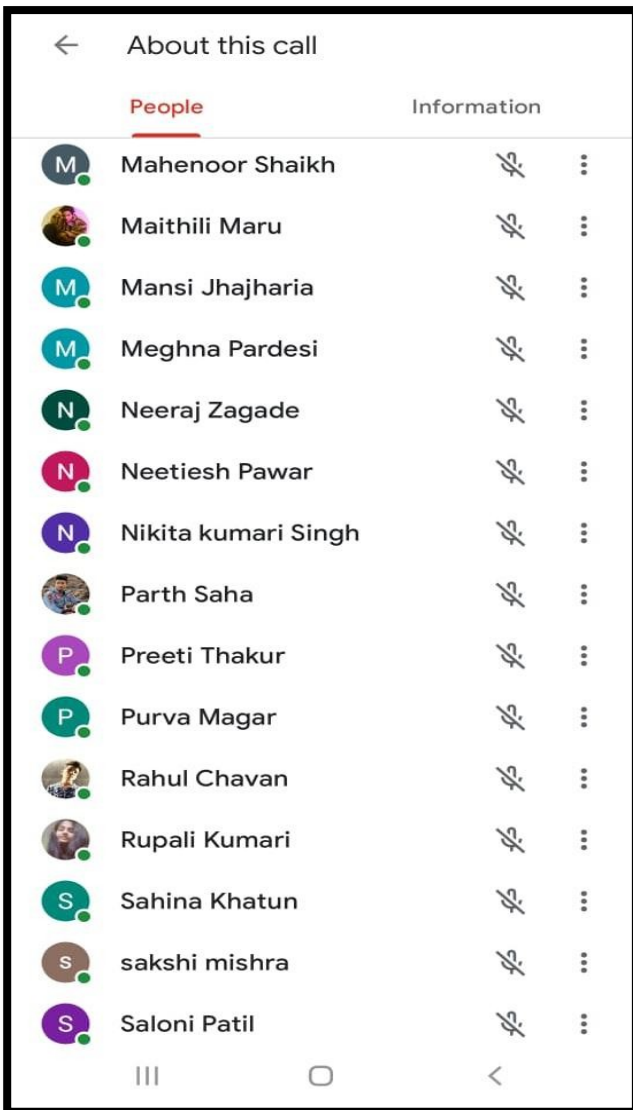 About this call
People Information
M Mahenoor Shaikh
Maithili Maru
M Mansi Jhajharia
M Meghna Pardesi
N Neeraj Zagade
N Neetiesh Pawar
N Nikita kumari Singh
Parth Saha
P Preeti Thakur
P Purva Magar
Rahul Chavan
Rupali Kumari
S Sahina Khatun
s sakshi mishra
S Saloni Patil